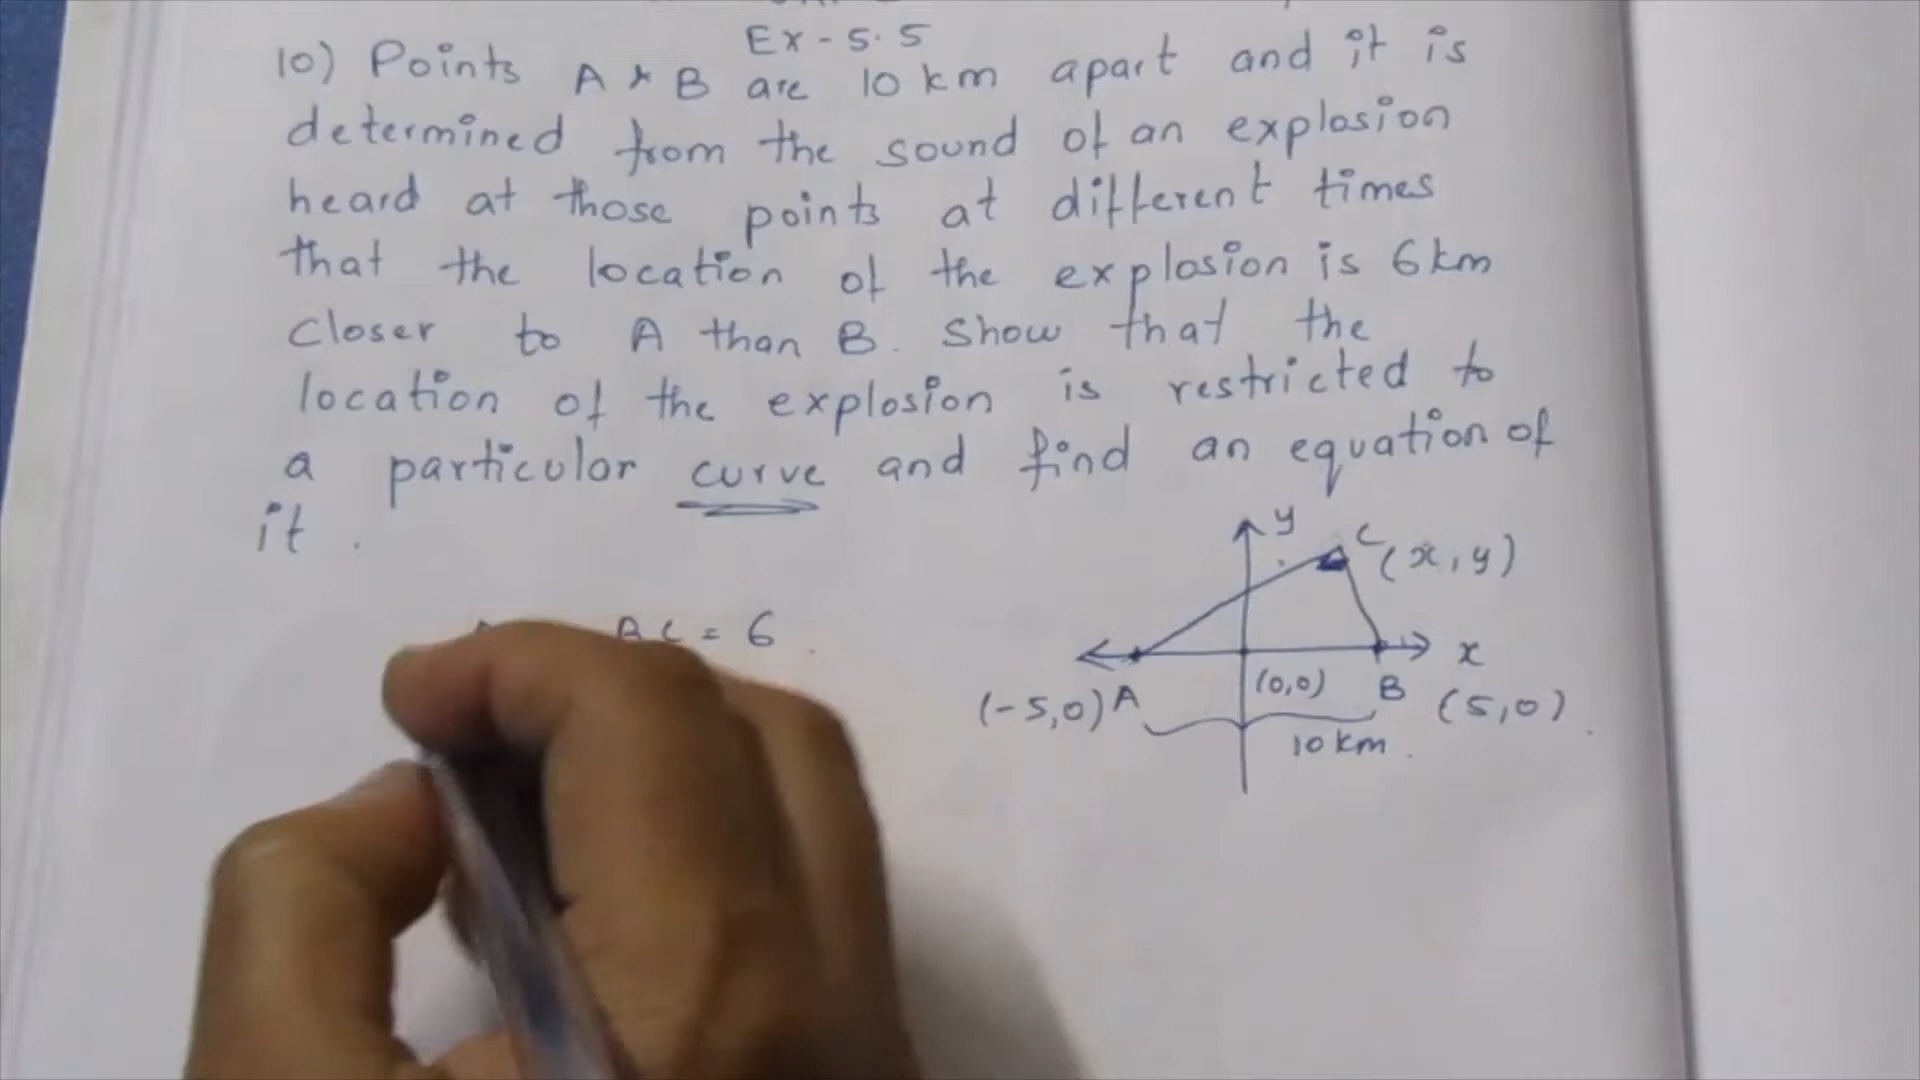 Ex-5.5
10) Points A & B are 10 km apart and it is
determined from the sound of an explosion
heard at those points at different times
that the location of the explosion is 6 km
closer to A than B. Show that the
location of the explosion is restricted to
a particular curve and find an equation of
it.
y
C (x, y)
= 6
x
(-5,0) A
(0,0)
B (5,0)
10 km